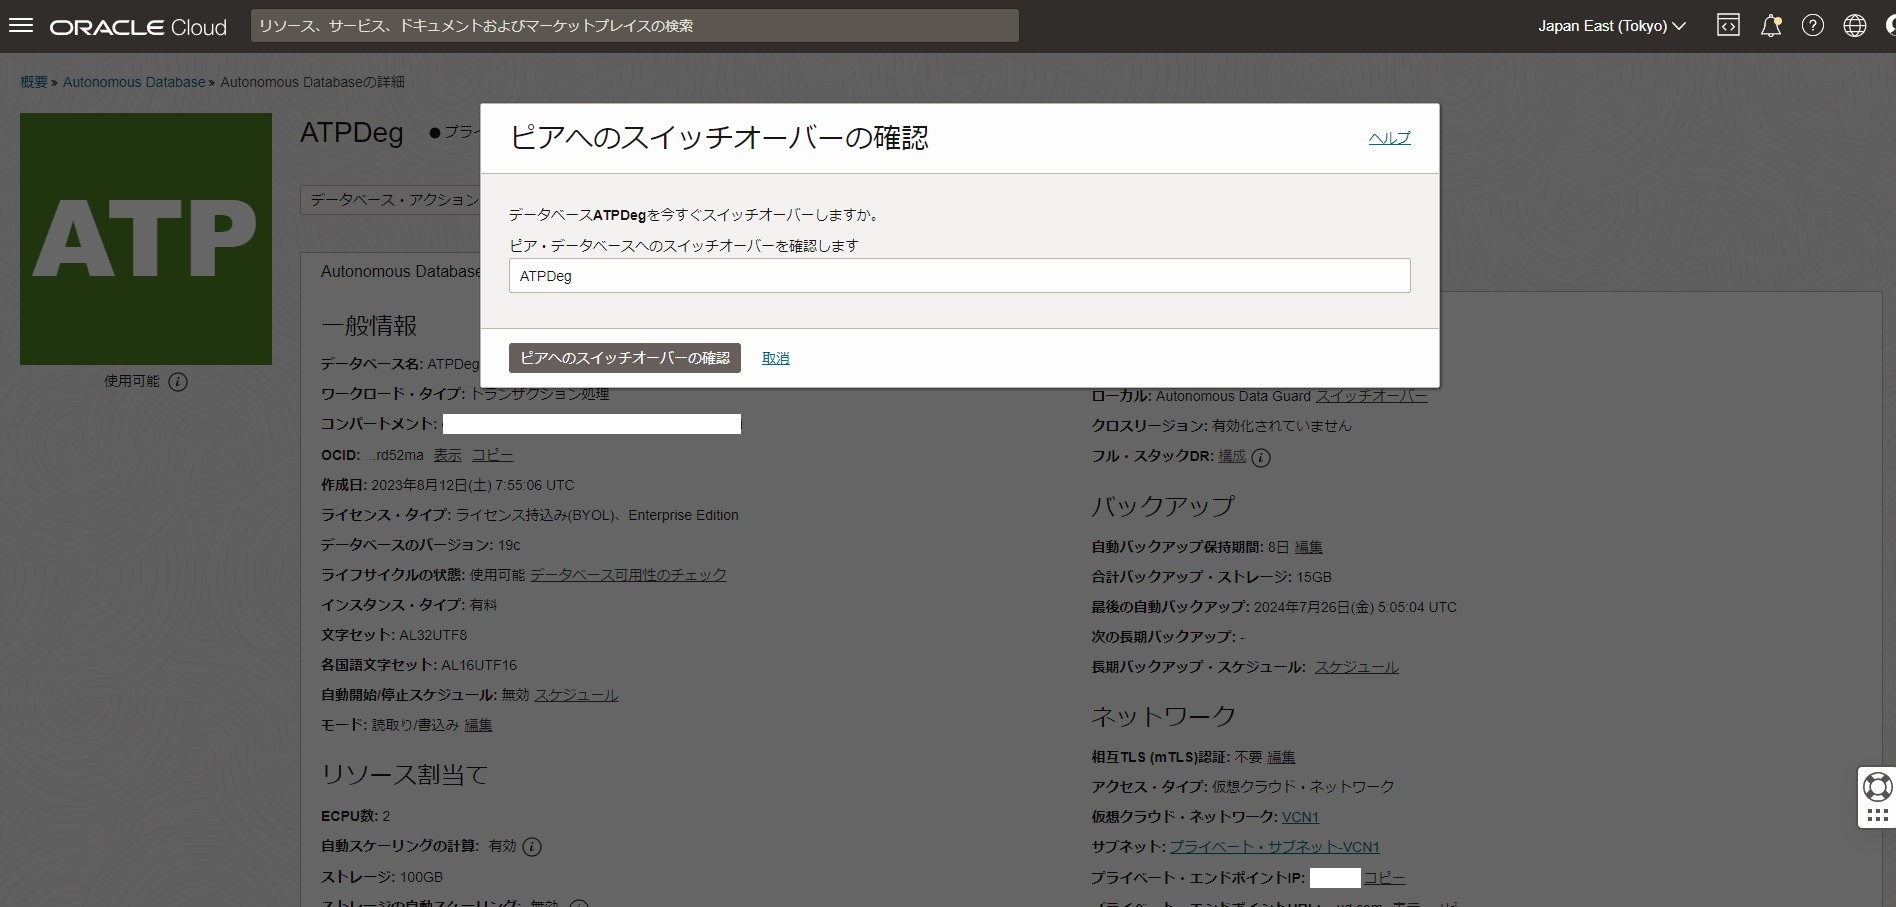 ORACLE Cloud
リソース、サービス、ドキュメントおよびマーケットプレイスの検索
Japan East (Tokyo)
概要 » Autonomous Database » Autonomous Databaseの詳細
ATP
使用可能
ATPDeg
プライ
データベース・アクション
Autonomous Database
ピアへのスイッチオーバーの確認
ヘルプ
データベースATPDegを今すぐスイッチオーバーしますか。
ピア・データベースへのスイッチオーバーを確認します
ATPDeg
ピアへのスイッチオーバーの確認
取消
一般情報
データベース名: ATPDeg
ワークロード・タイプ: トランザクション処理
コンパートメント:
OCID: ...rd52ma 表示 コピー
作成日: 2023年8月12日(土) 7:55:06 UTC
ライセンス・タイプ: ライセンス持込み(BYOL)、Enterprise Edition
データベースのバージョン: 19c
ライフサイクルの状態: 使用可能 データベース可用性のチェック
インスタンス・タイプ: 有料
文字セット: AL32UTF8
各国語文字セット: AL16UTF16
自動開始/停止スケジュール: 無効 スケジュール
モード: 読取り/書込み 編集
リソース割当て
ECPU数: 2
自動スケーリングの計算: 有効
ストレージ: 100GB
ストレージの自動スケーリング: 無効
ローカル: Autonomous Data Guard スイッチオーバー
クロスリージョン: 有効化されていません
フル・スタックDR: 構成
バックアップ
自動バックアップ保持期間: 8日 編集
合計バックアップ・ストレージ: 15GB
最後の自動バックアップ: 2024年7月26日(金) 5:05:04 UTC
次の長期バックアップ: -
長期バックアップ・スケジュール: スケジュール
ネットワーク
相互TLS (mTLS)認証: 不要 編集
アクセス・タイプ: 仮想クラウド・ネットワーク
仮想クラウド・ネットワーク: VCN1
サブネット: プライベート・サブネット-VCN1
プライベート・エンドポイントIP: コピー